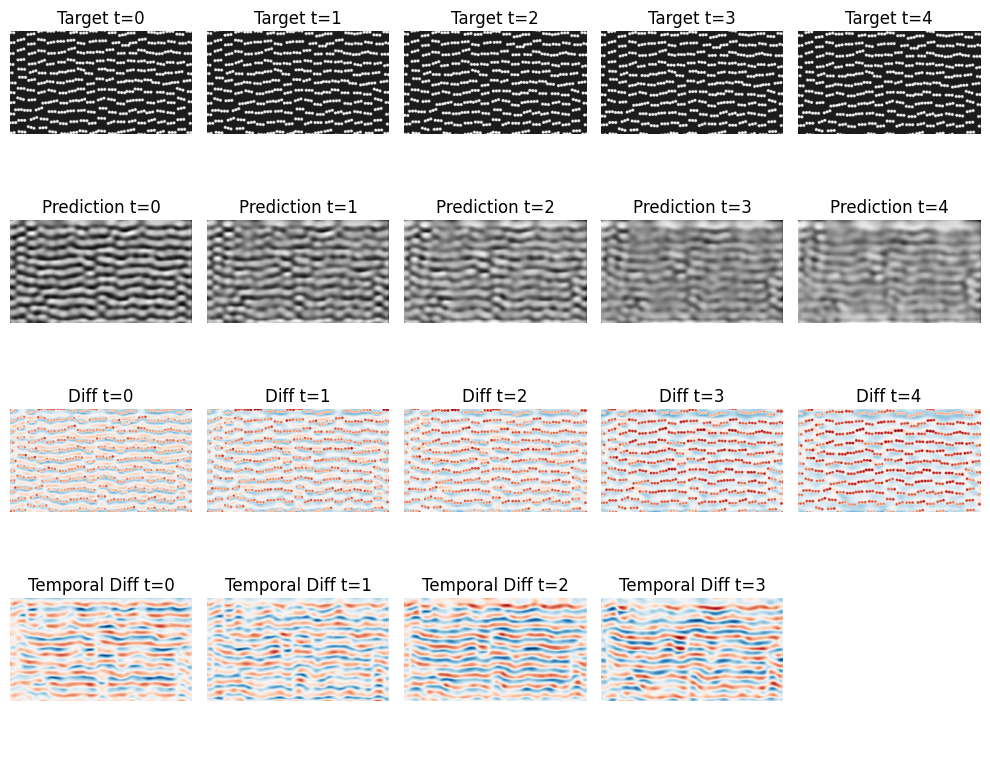 Target t=0 Target t=1 Target t=2 Target t=3 Target t=4
Prediction t=0 Prediction t=1 Prediction t=2 Prediction t=3 Prediction t=4
Diff t=0 Diff t=1 Diff t=2 Diff t=3 Diff t=4
Temporal Diff t=0 Temporal Diff t=1 Temporal Diff t=2 Temporal Diff t=3